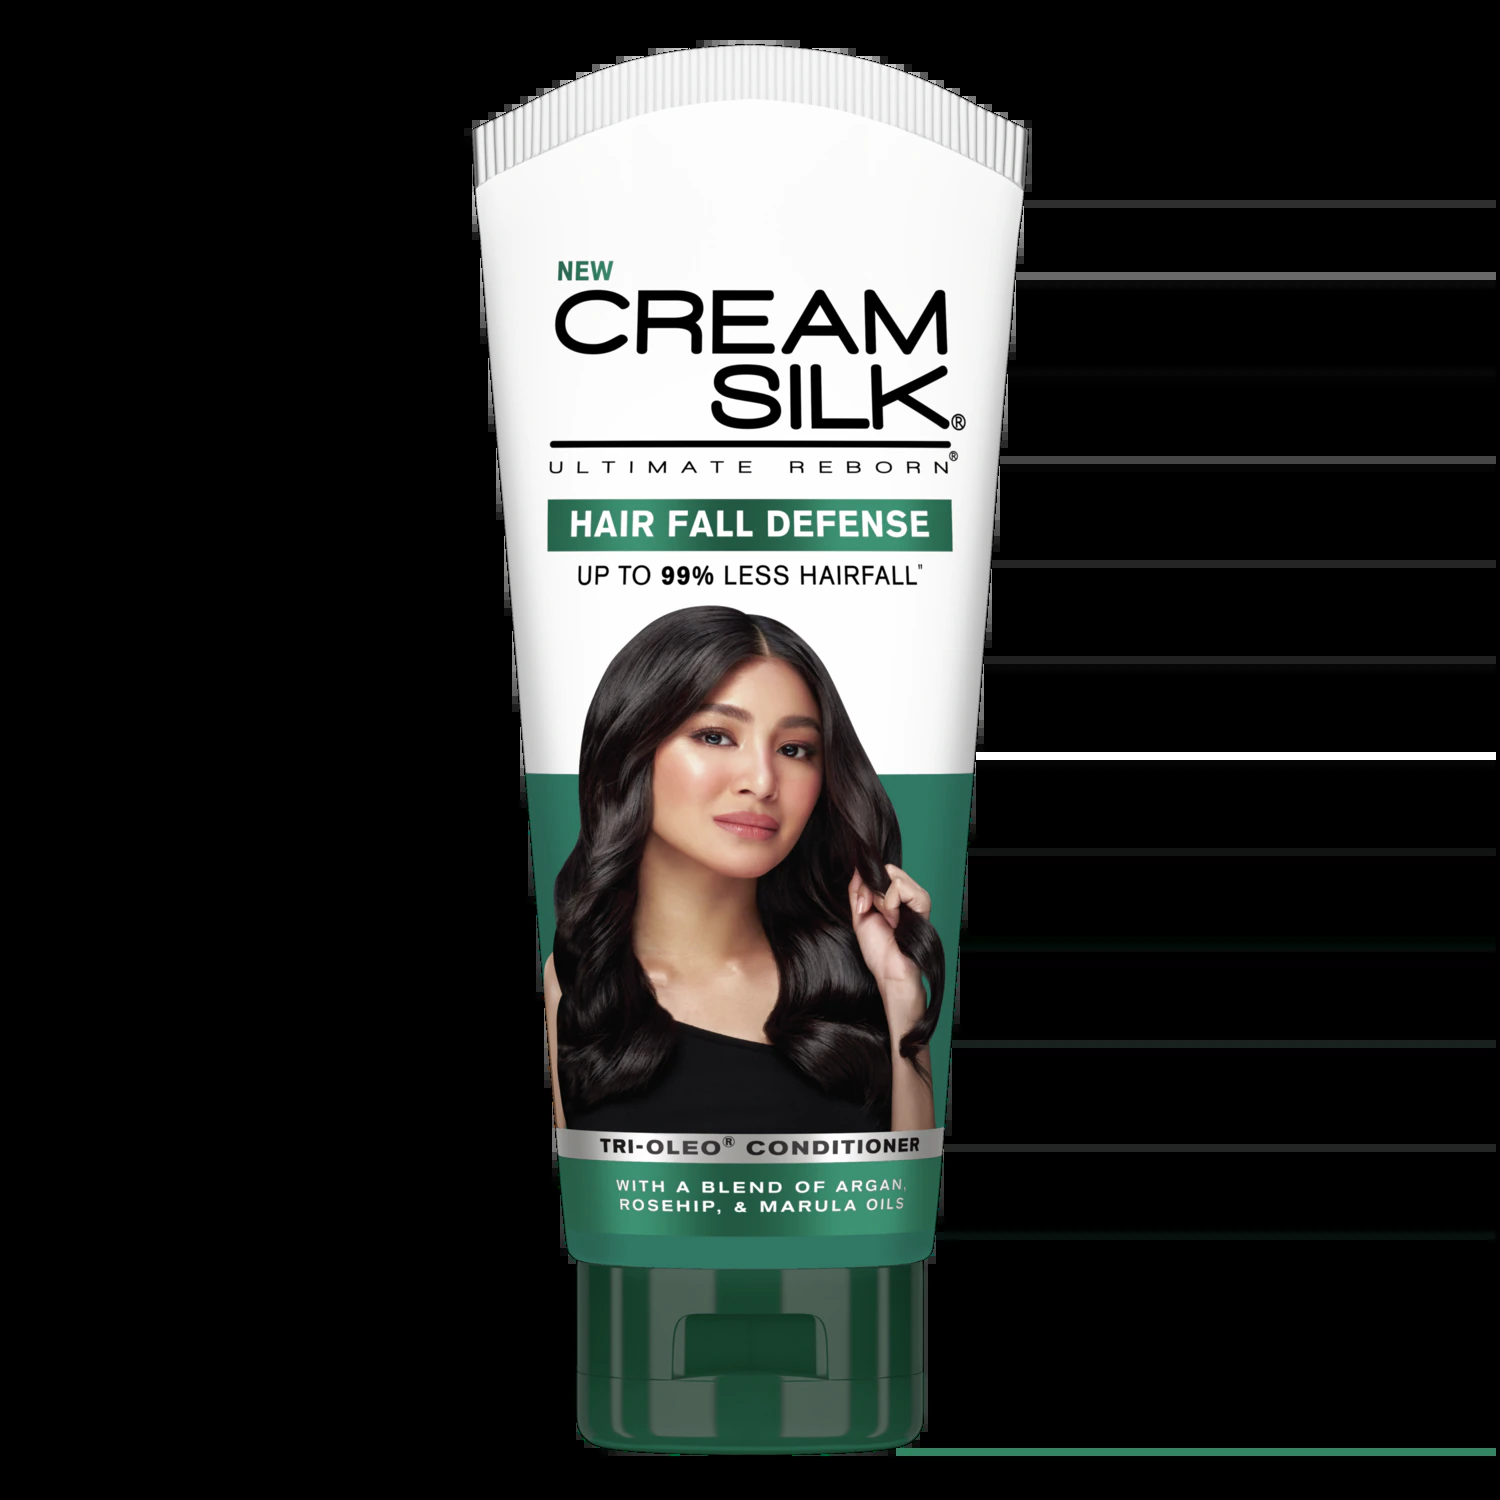 NEW
CREAM
SILK®
ULTIMATE REBORN®
HAIR FALL DEFENSE
UP TO 99% LESS HAIRFALL"
TRI-OLEO® CONDITIONER
WITH A BLEND OF ARGAN,
ROSEHIP, & MARULA OILS